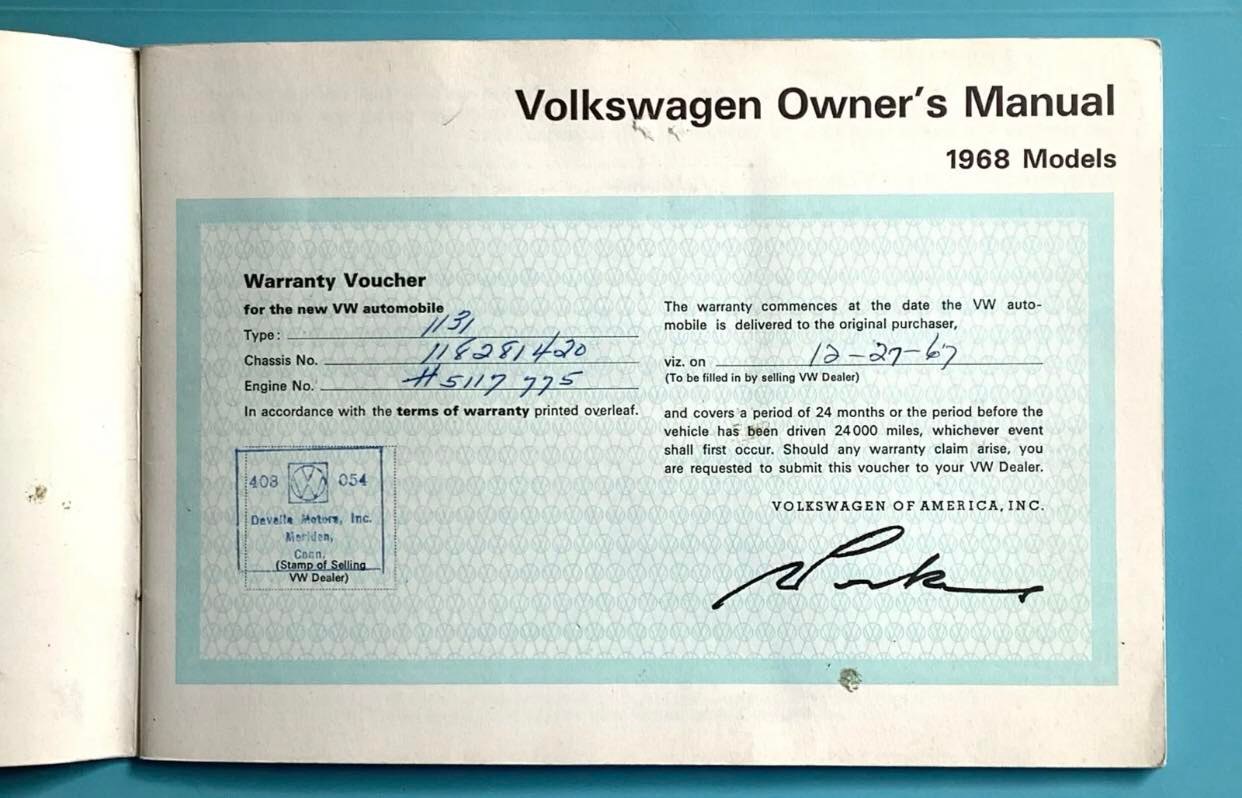 Volkswagen Owner's Manual
1968 Models
Warranty Voucher
for the new VW automobile
Type: 1131
Chassis No. 118281420
Engine No. #5117775
In accordance with the terms of warranty printed overleaf.
408 054
Develle Motors, Inc.
Meriden,
Conn.
(Stamp of Selling
VW Dealer)
The warranty commences at the date the VW auto-
mobile is delivered to the original purchaser,
viz. on 12-27-67
(To be filled in by selling VW Dealer)
and covers a period of 24 months or the period before the
vehicle has been driven 24000 miles, whichever event
shall first occur. Should any warranty claim arise, you
are requested to submit this voucher to your VW Dealer.
VOLKSWAGEN OF AMERICA, INC.